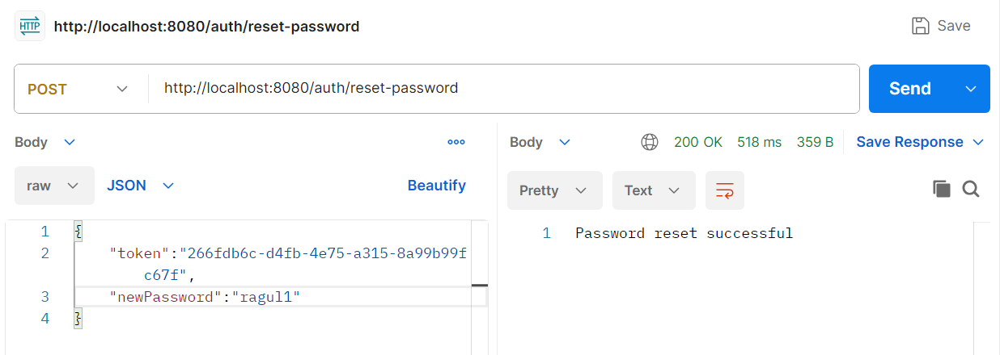 HTTP http://localhost:8080/auth/reset-password Save
POST http://localhost:8080/auth/reset-password Send
Body Body 200 OK 518 ms 359 B Save Response
raw JSON Beautify Pretty Text
1 {
2 "token":"266fdb6c-d4fb-4e75-a315-8a99b99f
c67f",
3 "newPassword":"ragul1"
4 }
1 Password reset successful